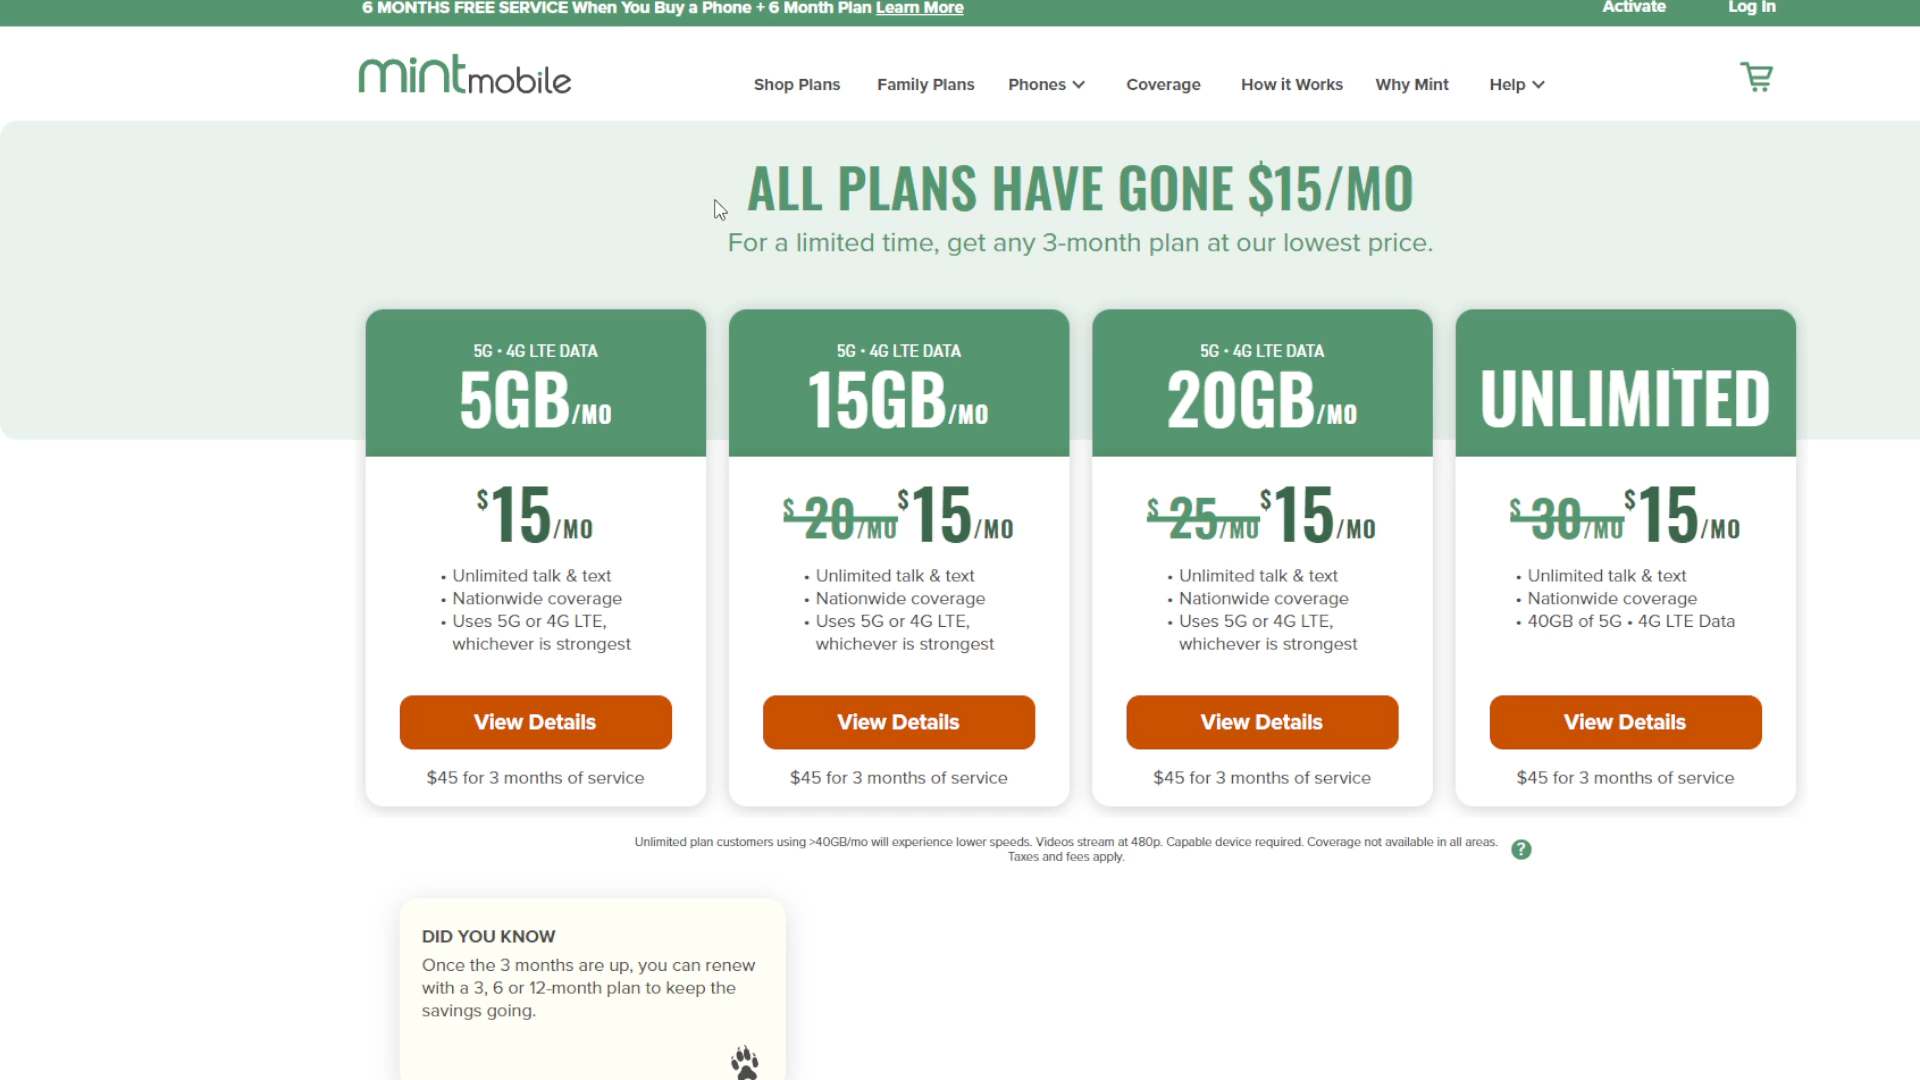 6 MONTHS FREE SERVICE When You Buy a Phone + 6 Month Plan Learn More
Activate
Log In
mintmobile
Shop Plans
Family Plans
Phones
Coverage
How it Works
Why Mint
Help
ALL PLANS HAVE GONE $15/MO
For a limited time, get any 3-month plan at our lowest price.
5G • 4G LTE DATA
5GB/MO
$15/MO
• Unlimited talk & text
• Nationwide coverage
• Uses 5G or 4G LTE,
whichever is strongest
View Details
$45 for 3 months of service
5G • 4G LTE DATA
15GB/MO
$20/MO $15/MO
• Unlimited talk & text
• Nationwide coverage
• Uses 5G or 4G LTE,
whichever is strongest
View Details
$45 for 3 months of service
5G • 4G LTE DATA
20GB/MO
$25/MO $15/MO
• Unlimited talk & text
• Nationwide coverage
• Uses 5G or 4G LTE,
whichever is strongest
View Details
$45 for 3 months of service
UNLIMITED
$30/MO $15/MO
• Unlimited talk & text
• Nationwide coverage
• 40GB of 5G • 4G LTE Data
View Details
$45 for 3 months of service
Unlimited plan customers using >40GB/mo will experience lower speeds. Videos stream at 480p. Capable device required. Coverage not available in all areas.
Taxes and fees apply.
?
DID YOU KNOW
Once the 3 months are up, you can renew
with a 3, 6 or 12-month plan to keep the
savings going.